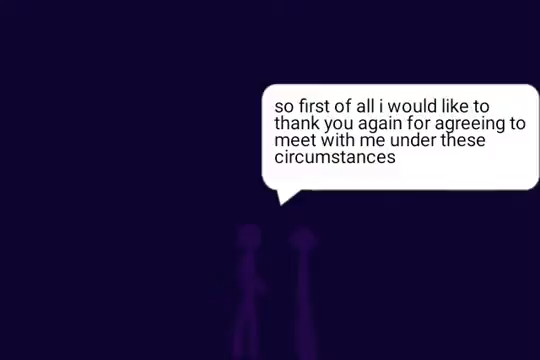 so first of all i would like to
thank you again for agreeing to
meet with me under these
circumstances